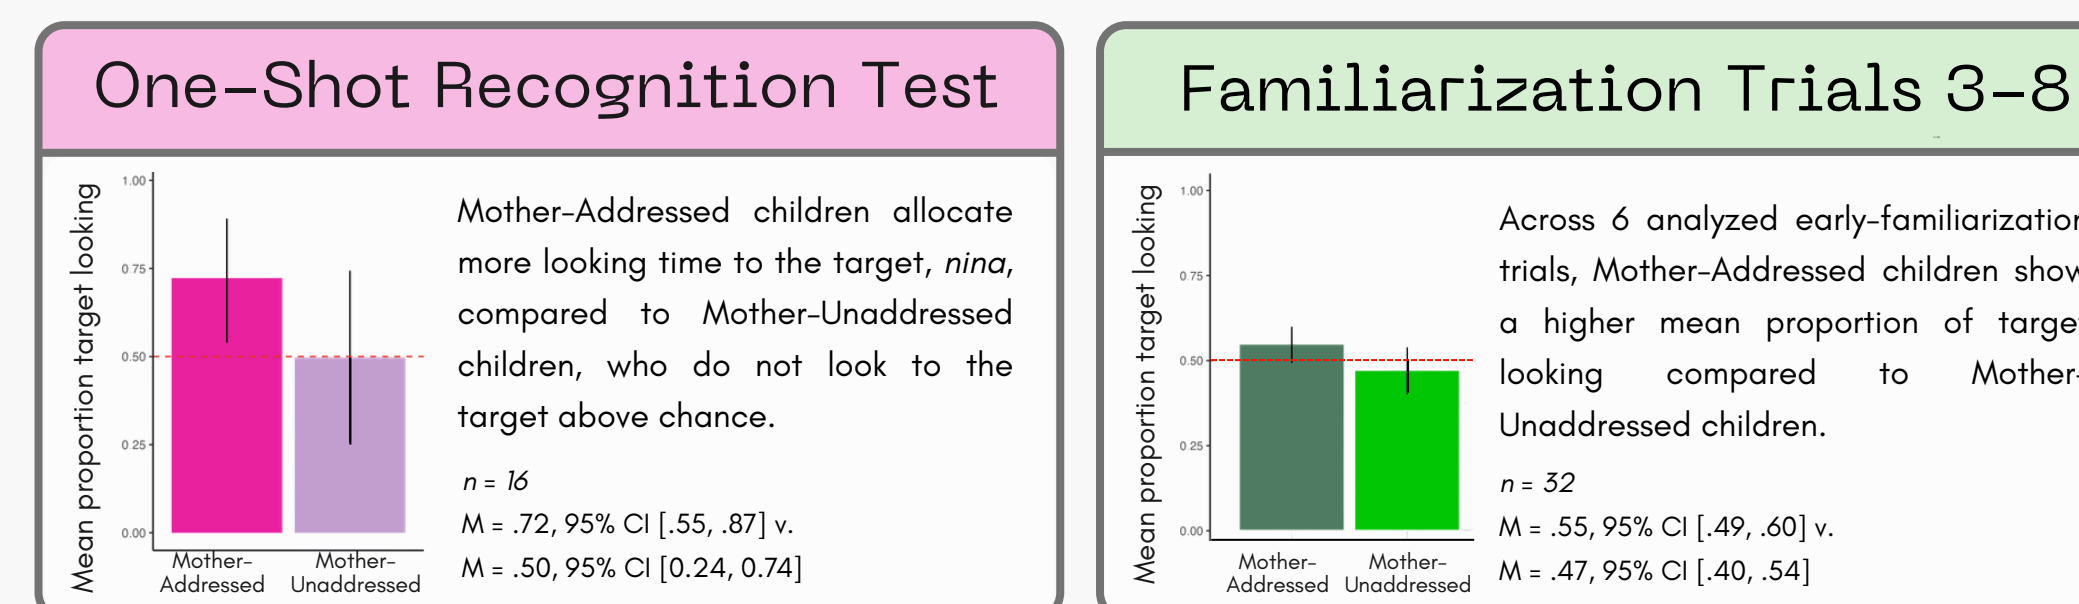 One-Shot Recognition Test
Mean proportion target looking
1.00
0.75
0.50
0.25
0.00
Mother-
Addressed
Mother-
Unaddressed
Mother-Addressed children allocate
more looking time to the target, nina,
compared to Mother-Unaddressed
children, who do not look to the
target above chance.
n = 16
M = .72, 95% CI [.55, .87] v.
M = .50, 95% CI [0.24, 0.74]
Familiarization Trials 3-8
Mean proportion target looking
1.00
0.75
0.50
0.25
0.00
Mother-
Addressed
Mother-
Unaddressed
Across 6 analyzed early-familiarization
trials, Mother-Addressed children show
a higher mean proportion of target
looking compared to Mother-
Unaddressed children.
n = 32
M = .55, 95% CI [.49, .60] v.
M = .47, 95% CI [.40, .54]